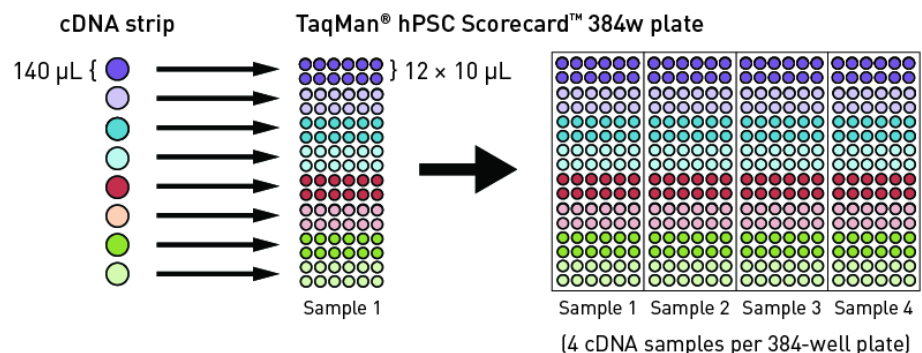 cDNA strip
TaqMan® hPSC Scorecard™ 384w plate
140 µL {
} 12 × 10 µL
Sample 1
Sample 1 Sample 2 Sample 3 Sample 4
(4 cDNA samples per 384-well plate)